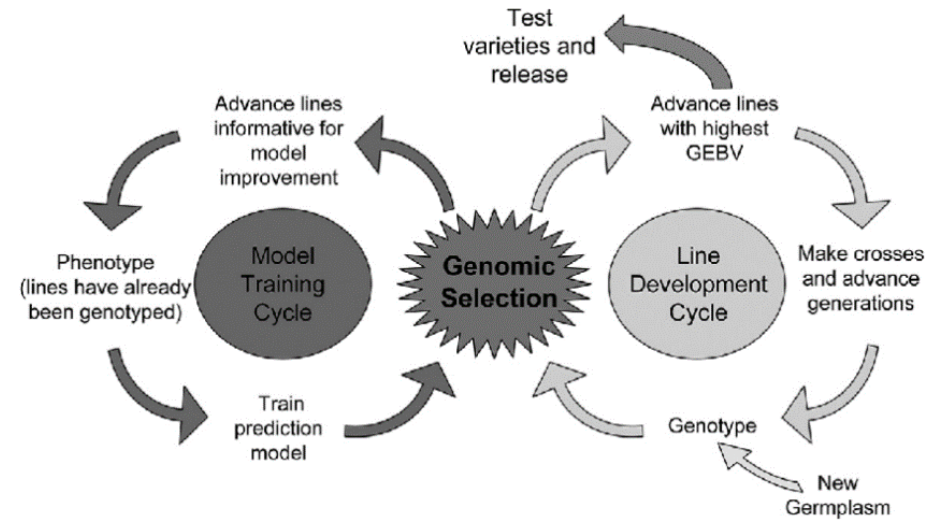 Test
varieties and
release
Advance lines
informative for
model
improvement
Advance lines
with highest
GEBV
Phenotype
(lines have already
been genotyped)
Model
Training
Cycle
Genomic
Selection
Line
Development
Cycle
Make crosses
and advance
generations
Train
prediction
model
Genotype
New
Germplasm